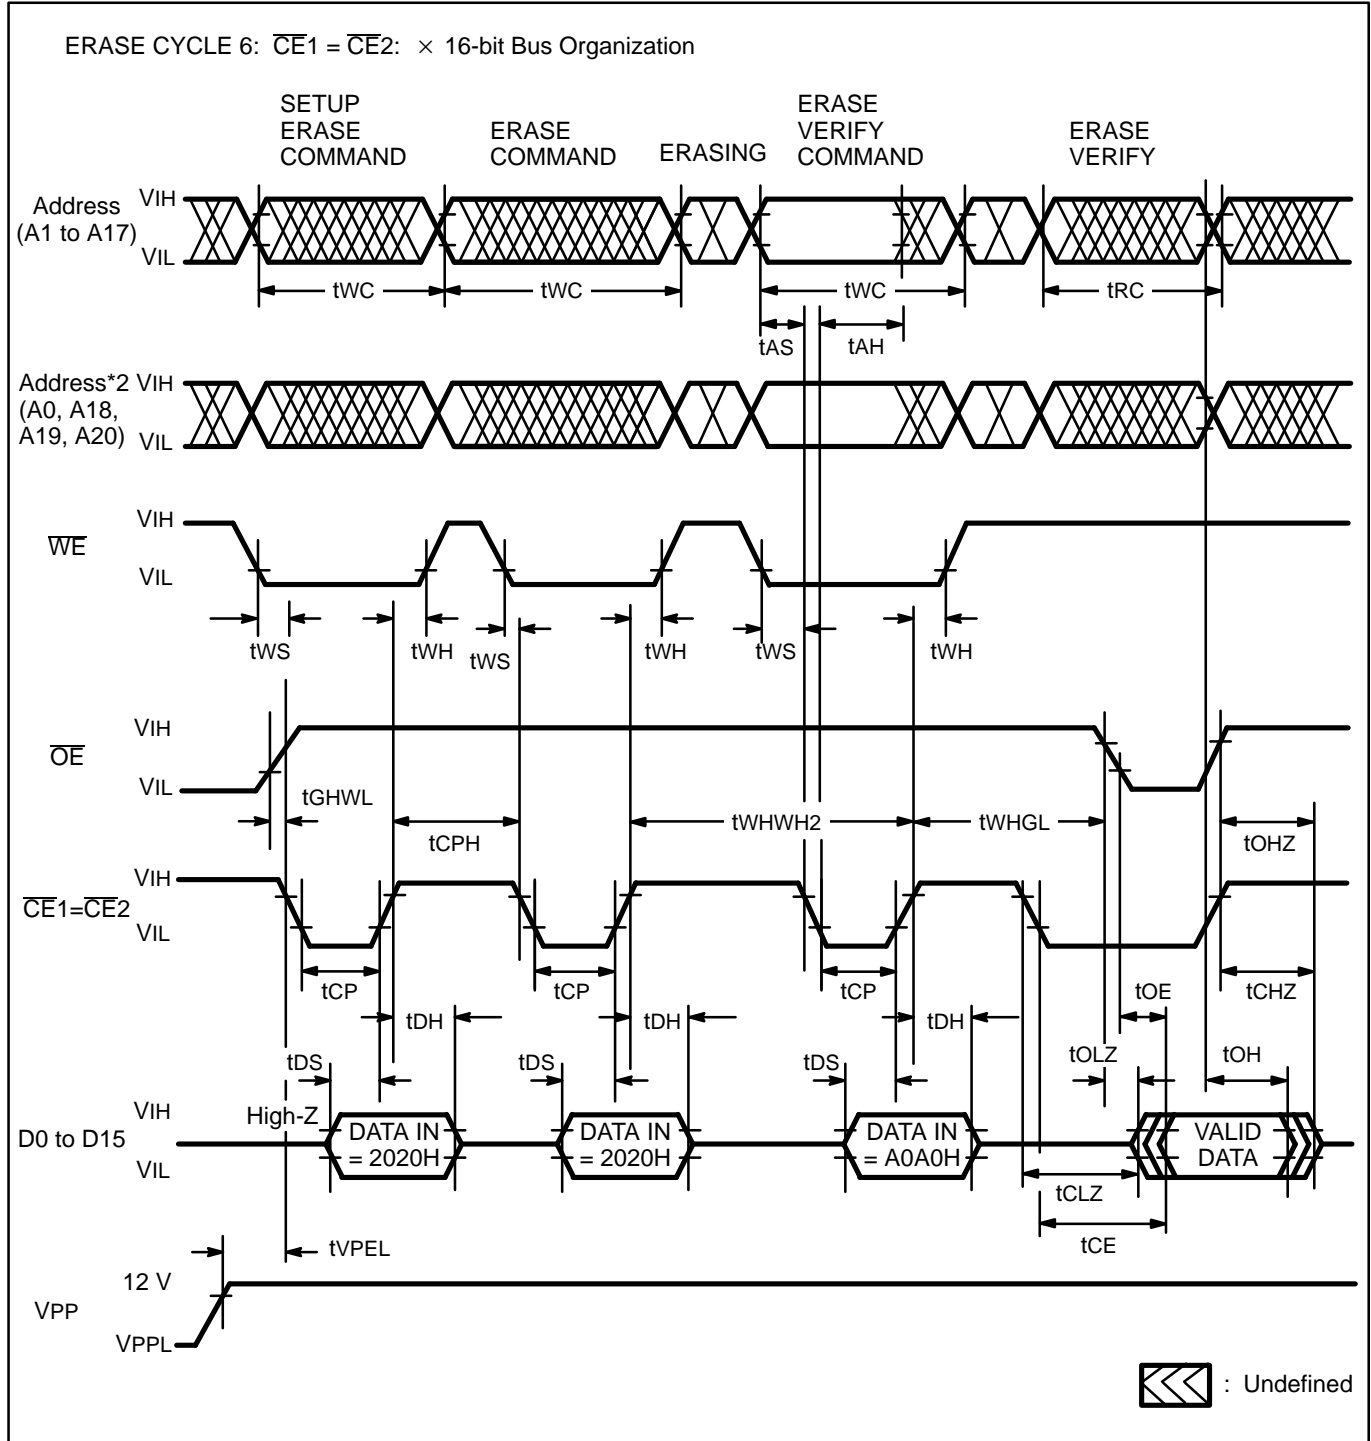 ERASE CYCLE 6: CE1 = CE2: × 16-bit Bus Organization
SETUP
ERASE
COMMAND
ERASE
COMMAND
ERASING
ERASE
VERIFY
COMMAND
ERASE
VERIFY
Address
(A1 to A17)
VIH
VIL
tWC
tWC
tWC
tRC
tAS
tAH
Address*2
(A0, A18,
A19, A20)
VIH
VIL
WE
VIH
VIL
tWS
tWH
tWS
tWH
tWS
tWH
OE
VIH
VIL
tGHWL
tCPH
tWHWH2
tWHGL
tOHZ
CE1=CE2
VIH
VIL
tCP
tCP
tCP
tCHZ
tOE
tDH
tDH
tDH
tDS
tDS
tDS
tOLZ
tOH
D0 to D15
VIH
VIL
High-Z
DATA IN
= 2020H
DATA IN
= 2020H
DATA IN
= A0A0H
VALID
DATA
tCLZ
tCE
tVPEL
VPP
12 V
VPPL
: Undefined